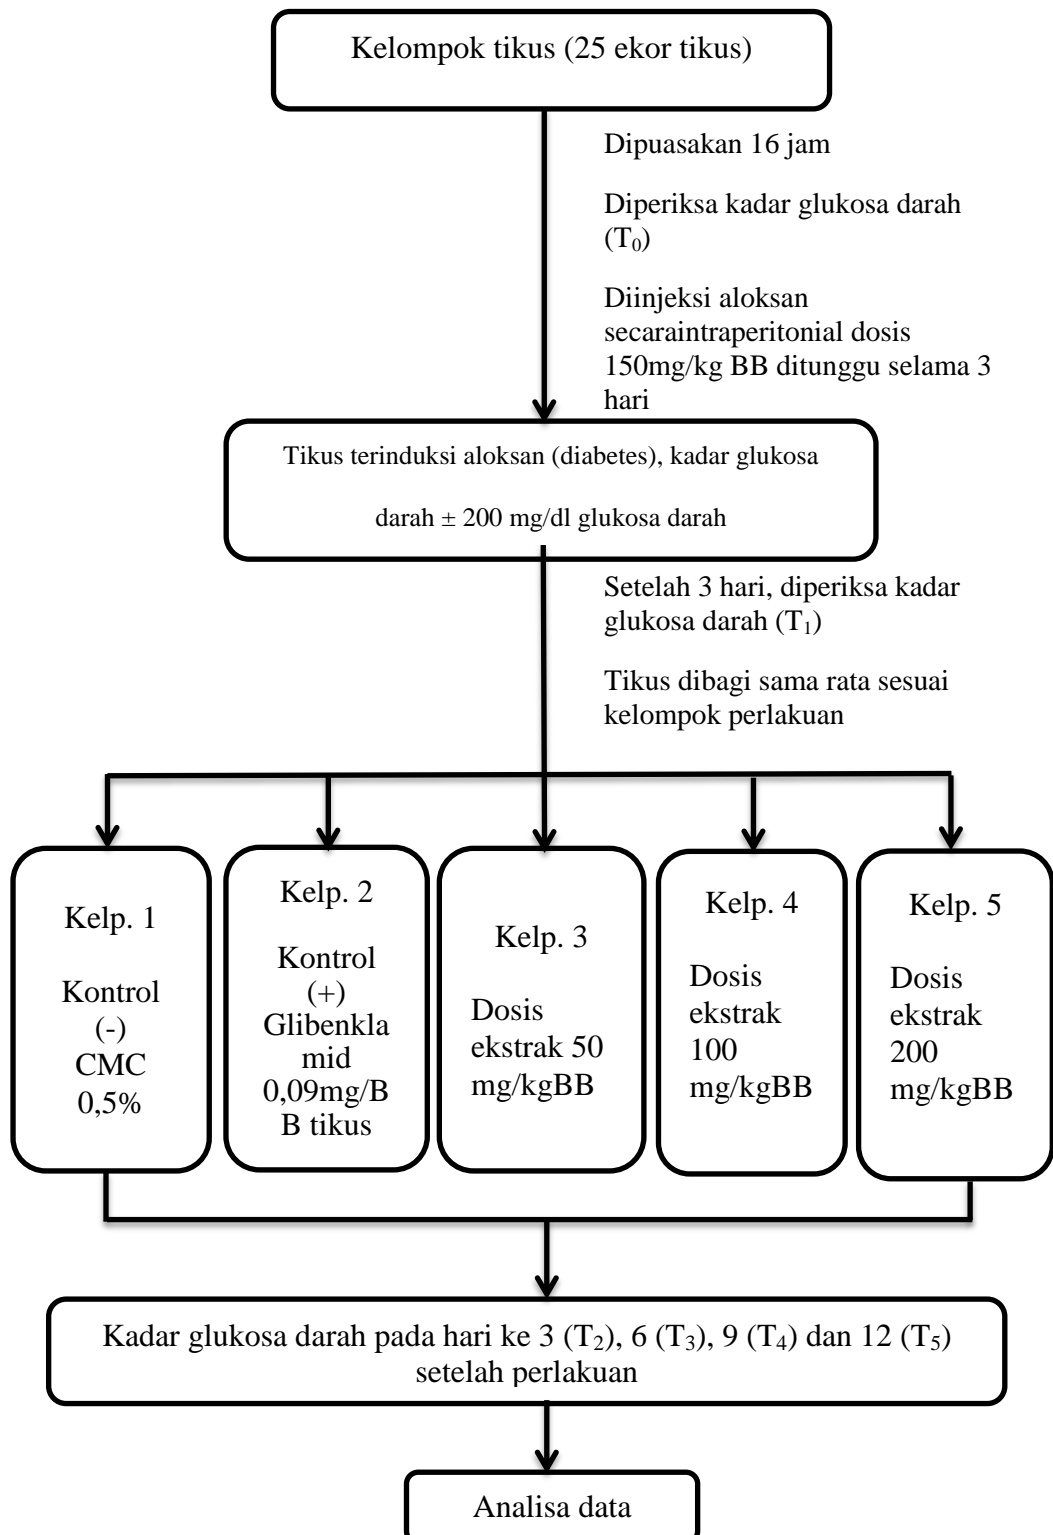 Kelompok tikus (25 ekor tikus)
Dipuasakan 16 jam
Diperiksa kadar glukosa darah
(T₀)
Diinjeksi aloksan
secaraintraperitonial dosis
150mg/kg BB ditunggu selama 3
hari
Tikus terinduksi aloksan (diabetes), kadar glukosa
darah ± 200 mg/dl glukosa darah
Setelah 3 hari, diperiksa kadar
glukosa darah (T₁)
Tikus dibagi sama rata sesuai
kelompok perlakuan
Kelp. 1
Kontrol
(-)
CMC
0,5%
Kelp. 2
Kontrol
(+)
Glibenkla
mid
0,09mg/B
B tikus
Kelp. 3
Dosis
ekstrak 50
mg/kgBB
Kelp. 4
Dosis
ekstrak
100
mg/kgBB
Kelp. 5
Dosis
ekstrak
200
mg/kgBB
Kadar glukosa darah pada hari ke 3 (T₂), 6 (T₃), 9 (T₄) dan 12 (T₅)
setelah perlakuan
Analisa data